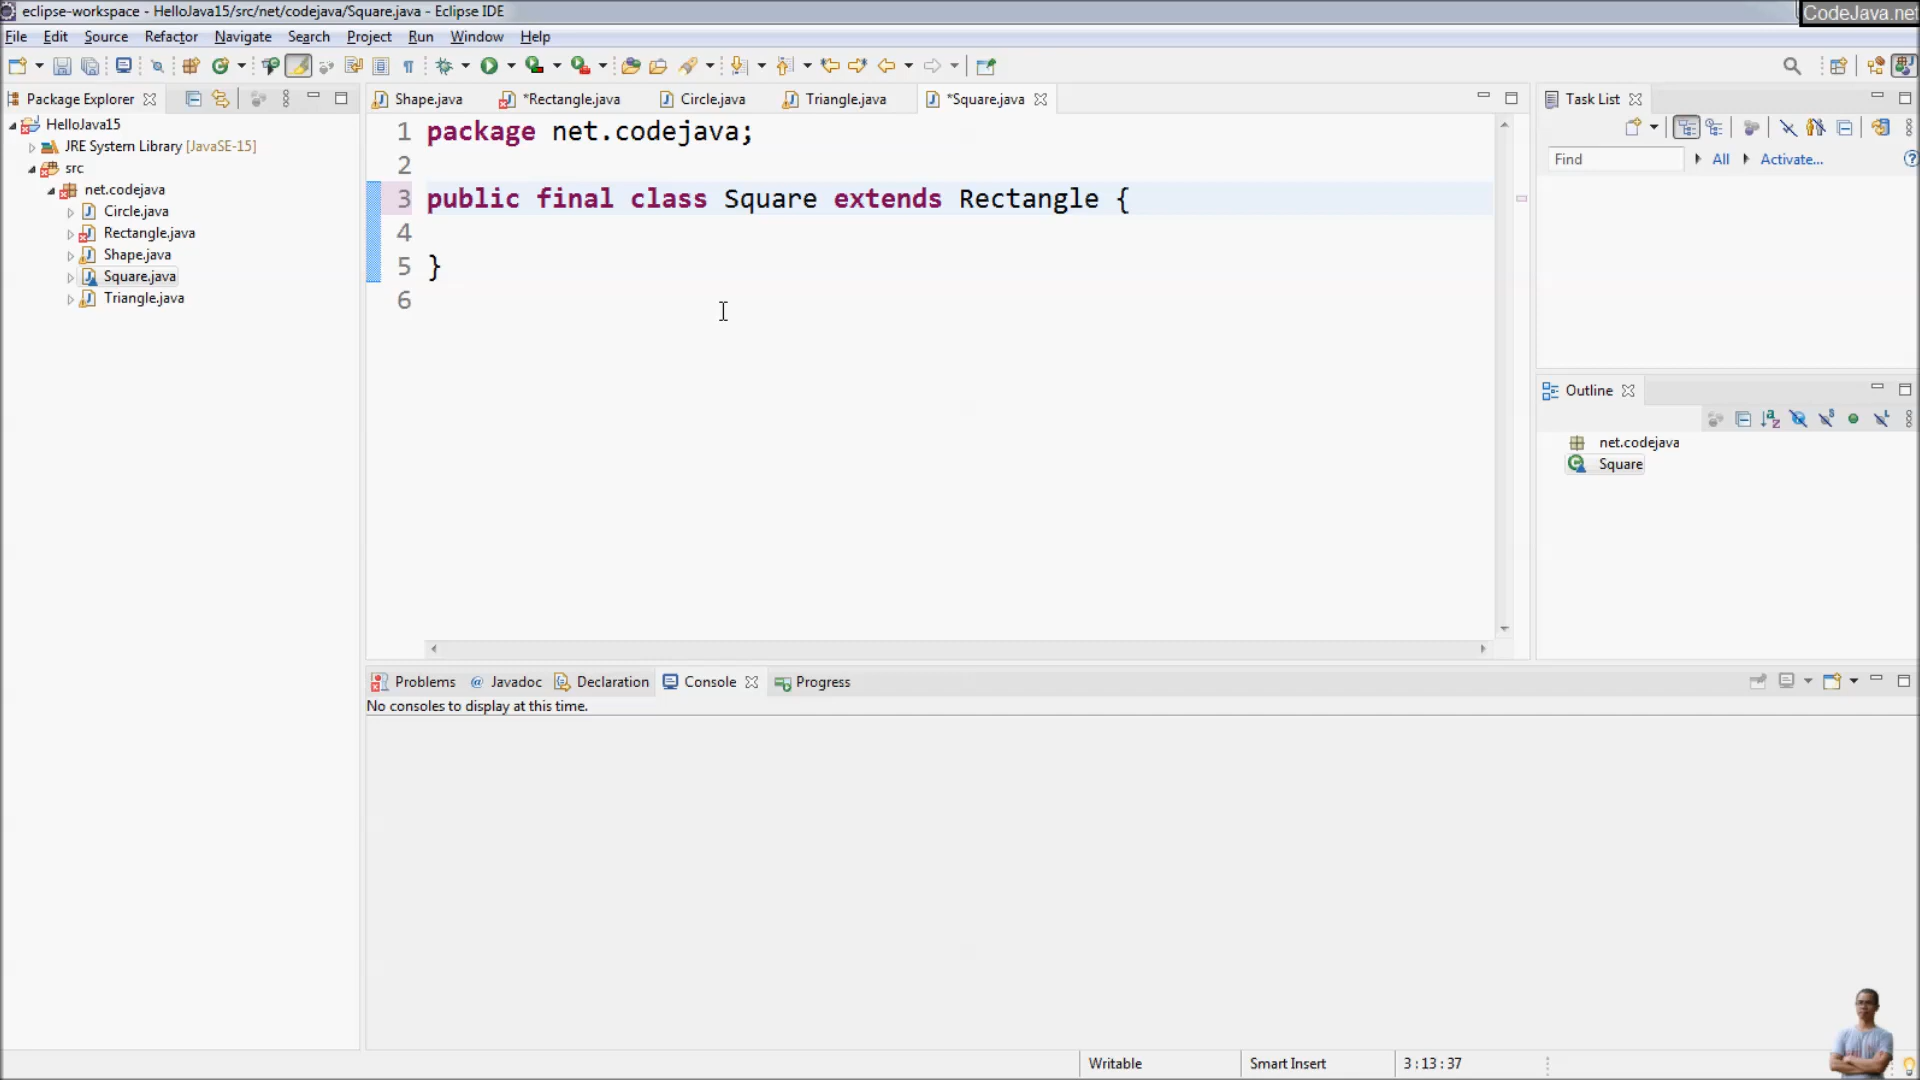 eclipse-workspace - HelloJava15/src/net/codejava/Square.java - Eclipse IDE
CodeJava.net
File Edit Source Refactor Navigate Search Project Run Window Help
Package Explorer
Shape.java *Rectangle.java Circle.java Triangle.java *Square.java
Task List
HelloJava15
JRE System Library [JavaSE-15]
src
net.codejava
Circle.java
Rectangle.java
Shape.java
Square.java
Triangle.java
1 package net.codejava;
2
3 public final class Square extends Rectangle {
4
5 }
6
Find All Activate...
Outline
net.codejava
Square
Problems @ Javadoc Declaration Console Progress
No consoles to display at this time.
Writable Smart Insert 3 : 13 : 37